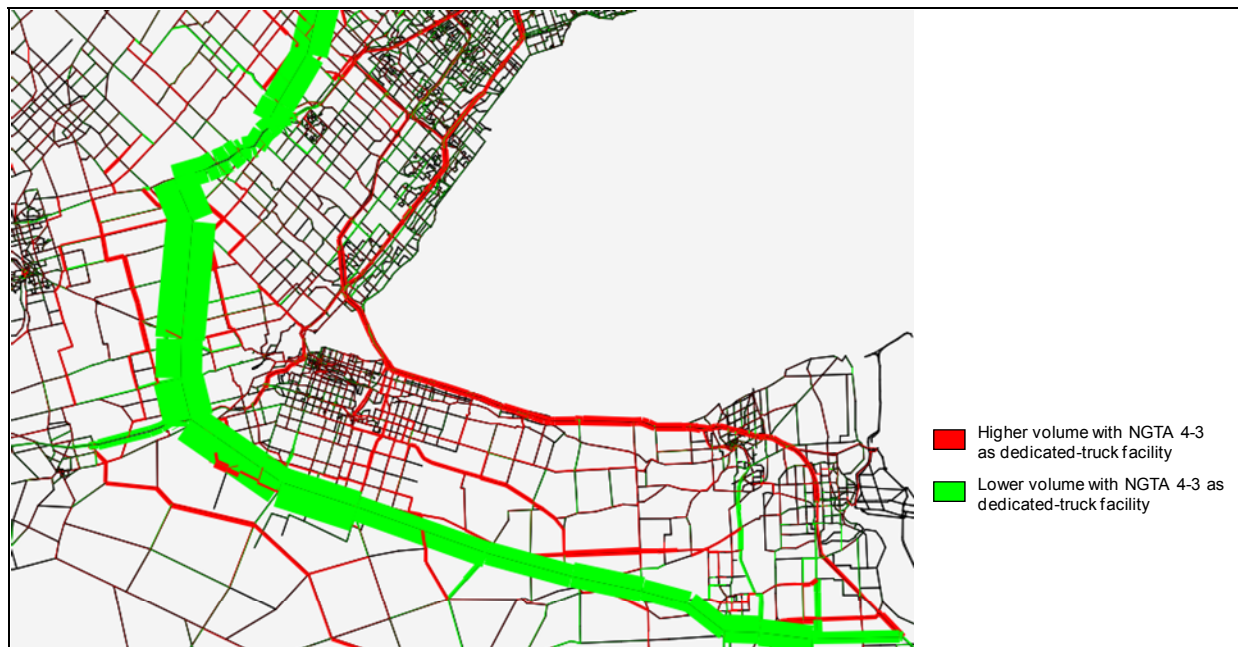 Higher volume with NGTA 4-3
as dedicated-truck facility
Lower volume with NGTA 4-3 as
dedicated-truck facility